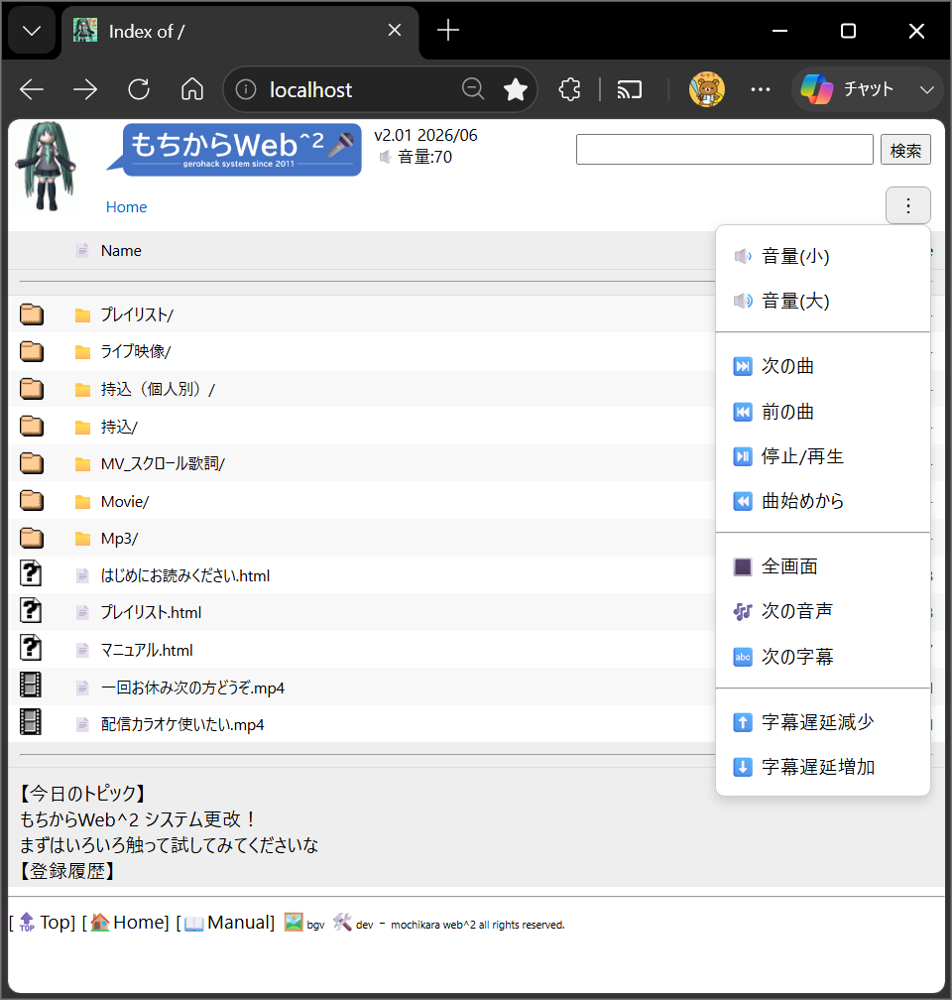 Index of /
localhost
チャット
もちからWeb^2
gerohack system since 2011
v2.01 2026/06
音量:70
検索
Home
⋮
Name
音量(小)
音量(大)
次の曲
前の曲
停止/再生
曲始めから
全画面
次の音声
abc 次の字幕
字幕遅延減少
字幕遅延増加
プレイリスト/
ライブ映像/
持込（個人別）/
持込/
MV_スクロール歌詞/
Movie/
Mp3/
はじめにお読みください.html
プレイリスト.html
マニュアル.html
一回お休み次の方どうぞ.mp4
配信カラオケ使いたい.mp4
【今日のトピック】
もちからWeb^2 システム更改！
まずはいろいろ触って試してみてくださいな
【登録履歴】
[TOP Top] [Home] [Manual] bgv dev - mochikara web^2 all rights reserved.